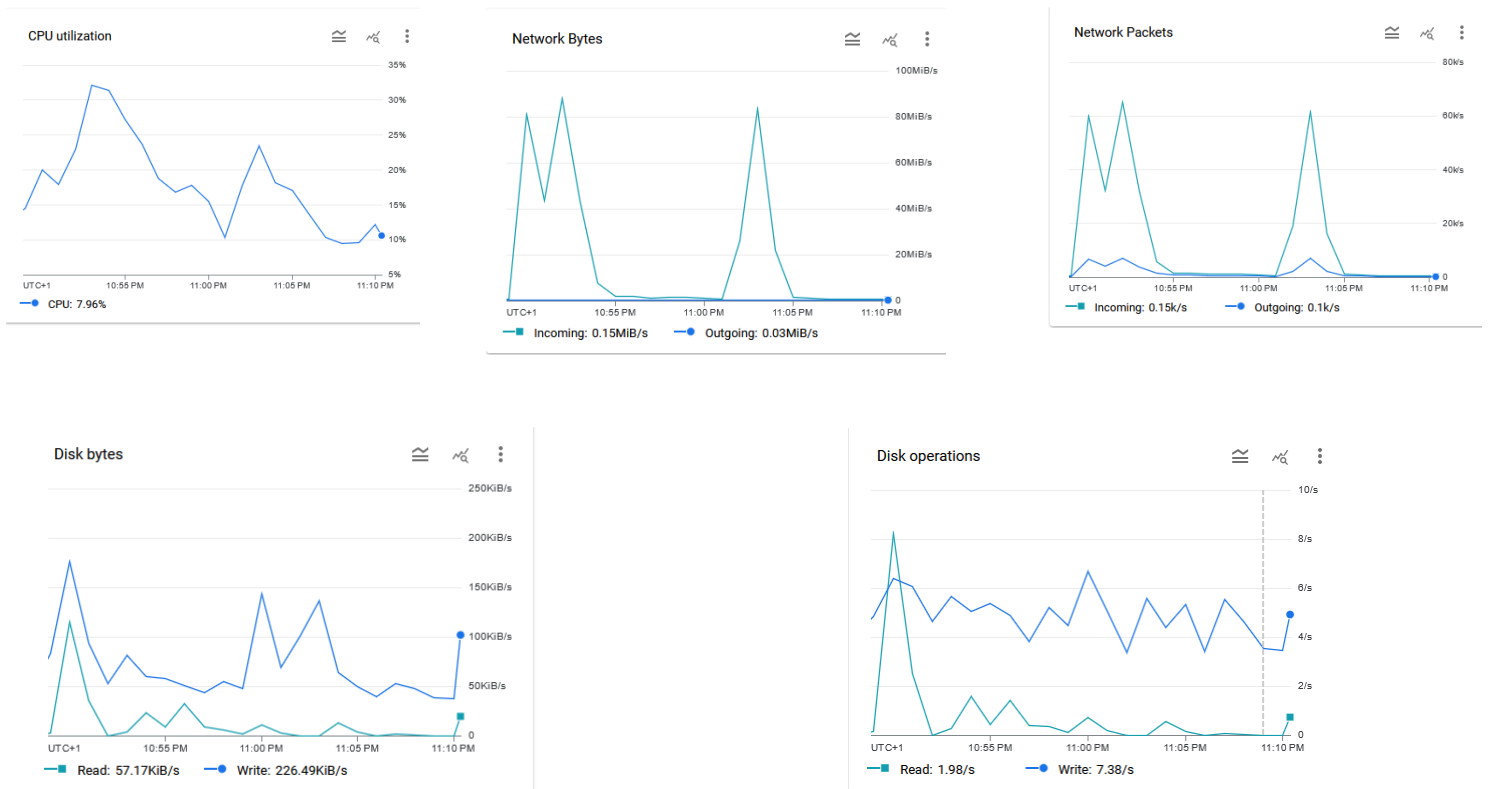 CPU utilization
35%
30%
25%
20%
15%
10%
5%
UTC+1 10:55 PM 11:00 PM 11:05 PM 11:10 PM
CPU: 7.96%
Network Bytes
100MiB/s
80MiB/s
60MiB/s
40MiB/s
20MiB/s
0
UTC+1 10:55 PM 11:00 PM 11:05 PM 11:10 PM
Incoming: 0.15MiB/s Outgoing: 0.03MiB/s
Network Packets
80k/s
60k/s
40k/s
20k/s
0
UTC+1 10:55 PM 11:00 PM 11:05 PM 11:10 PM
Incoming: 0.15k/s Outgoing: 0.1k/s
Disk bytes
250KiB/s
200KiB/s
150KiB/s
100KiB/s
50KiB/s
0
UTC+1 10:55 PM 11:00 PM 11:05 PM 11:10 PM
Read: 57.17KiB/s Write: 226.49KiB/s
Disk operations
10/s
8/s
6/s
4/s
2/s
0
UTC+1 10:55 PM 11:00 PM 11:05 PM 11:10 PM
Read: 1.98/s Write: 7.38/s